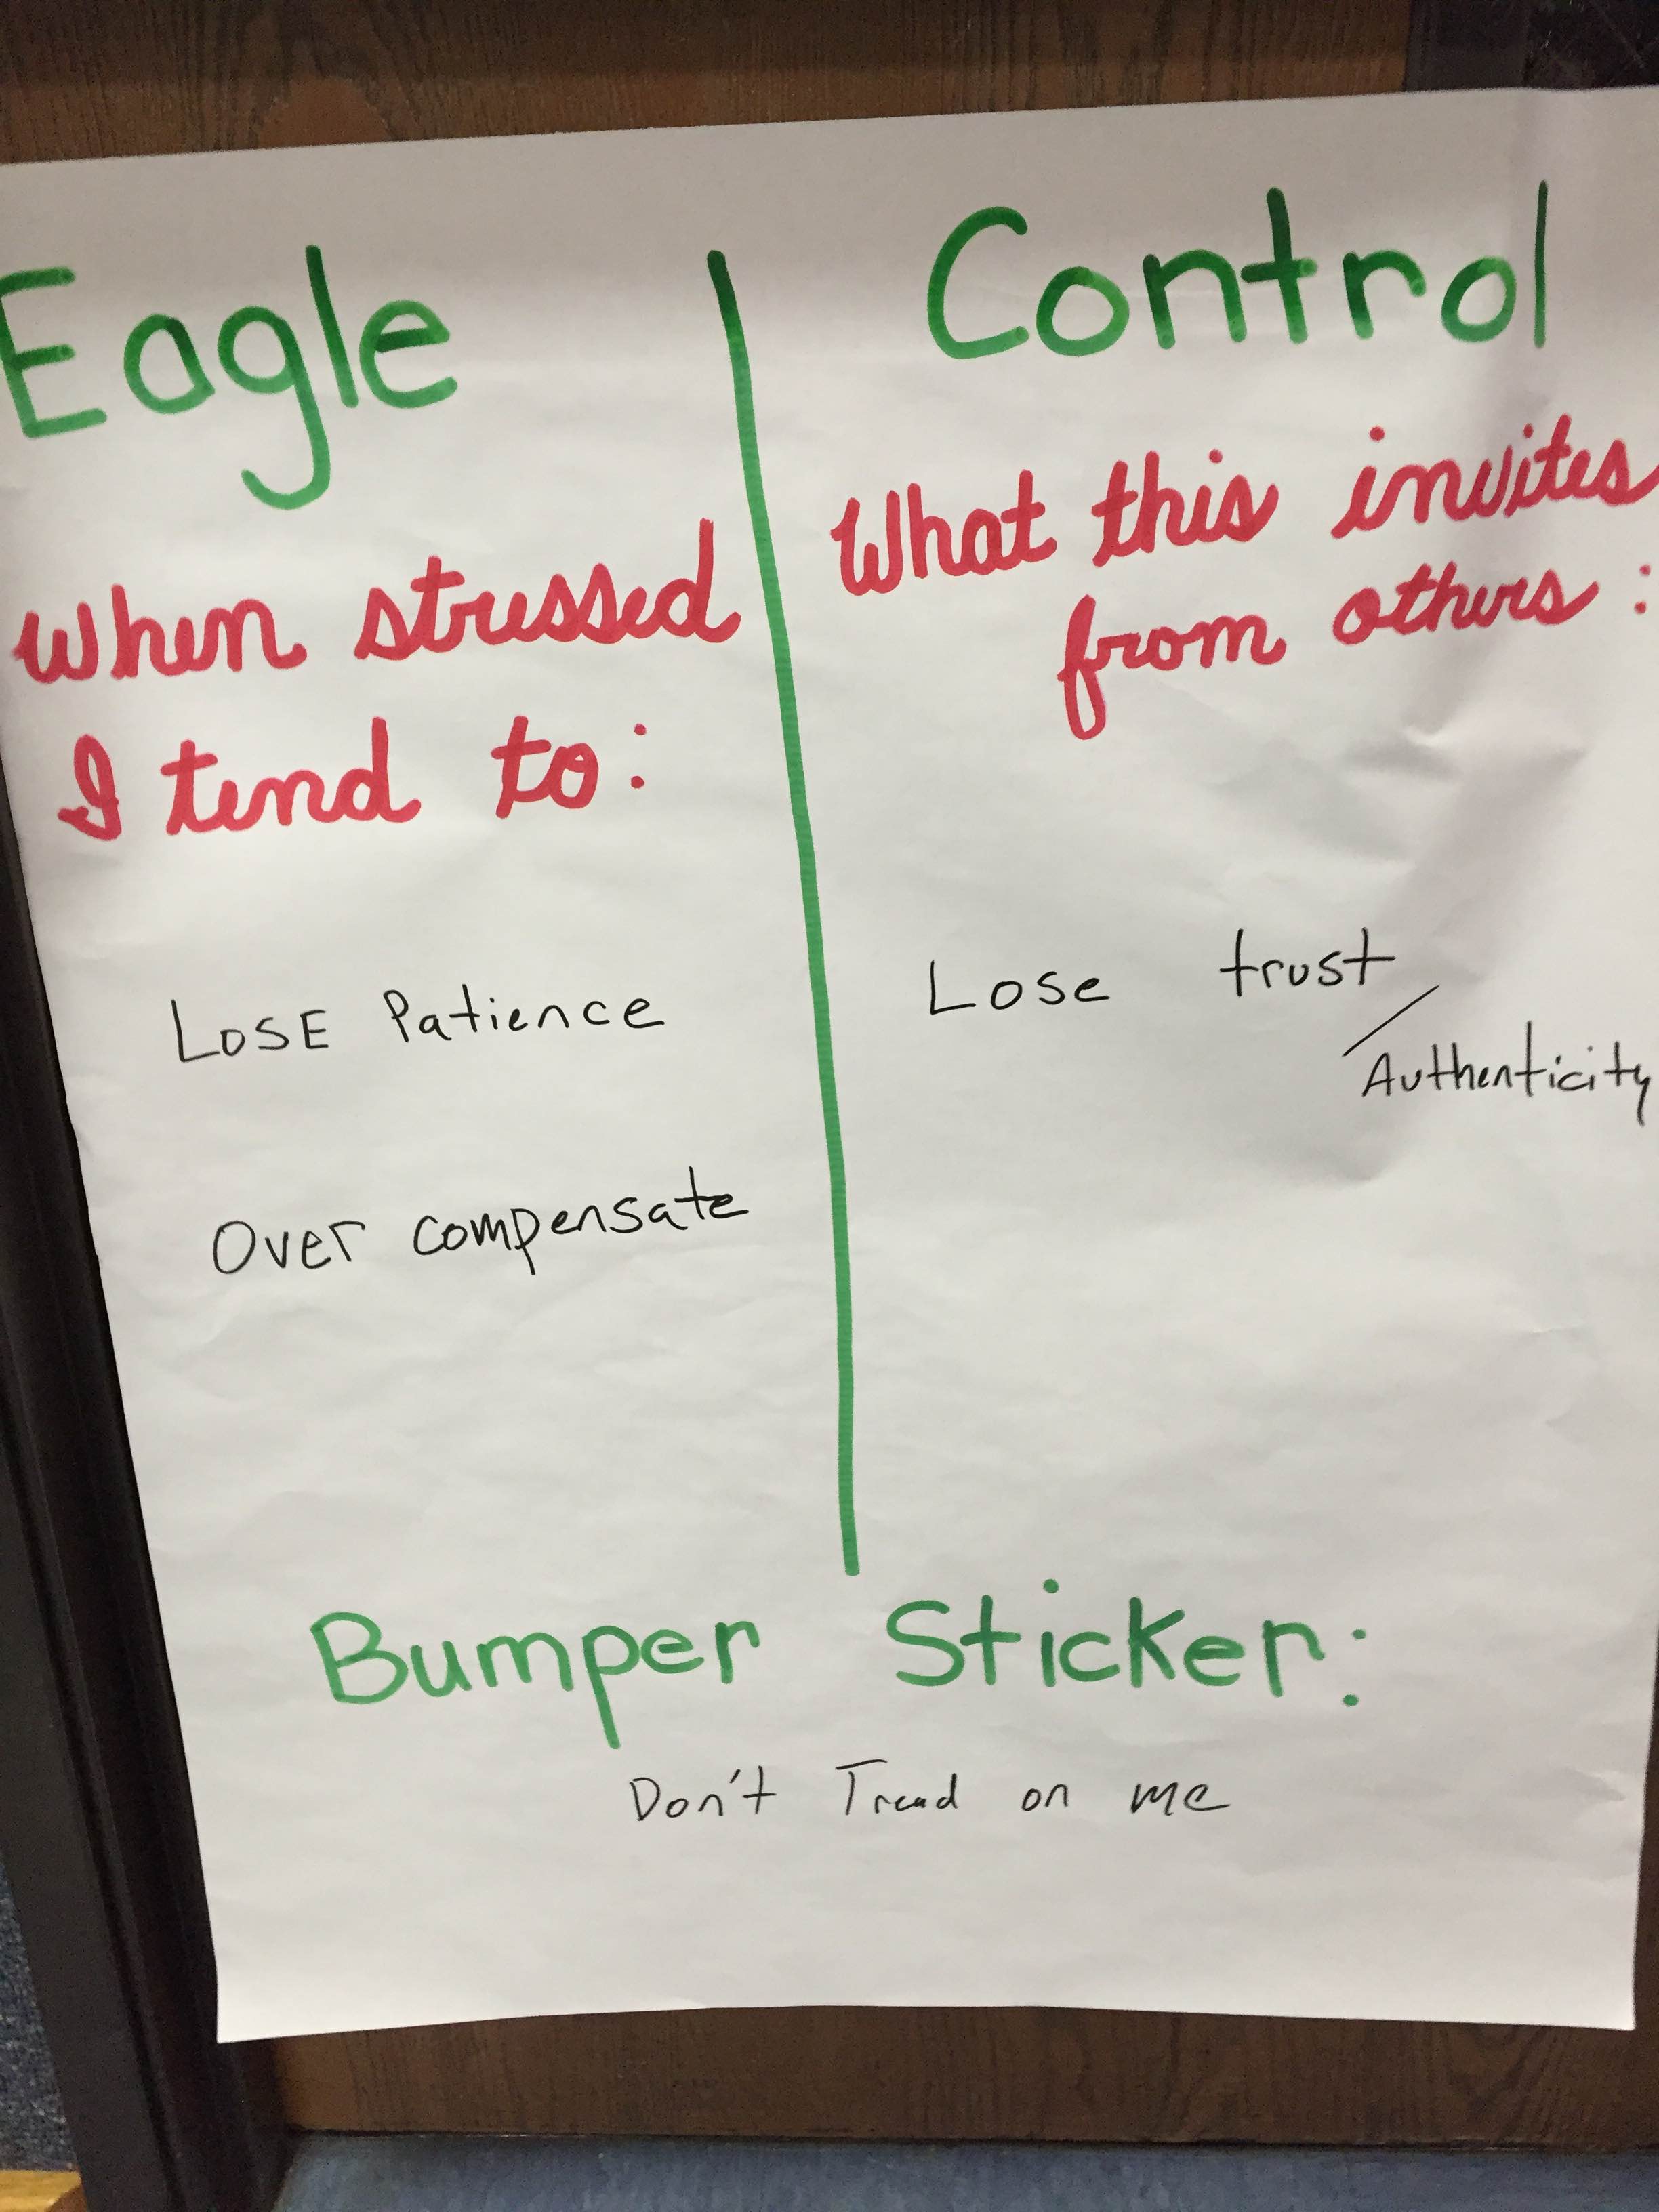 Eagle
When stressed
I tend to:
LOSE Patience
Over compensate
Control
What this invites
from others:
Lose trust
/
Authenticity
Bumper Sticker:
Don't Tread on me